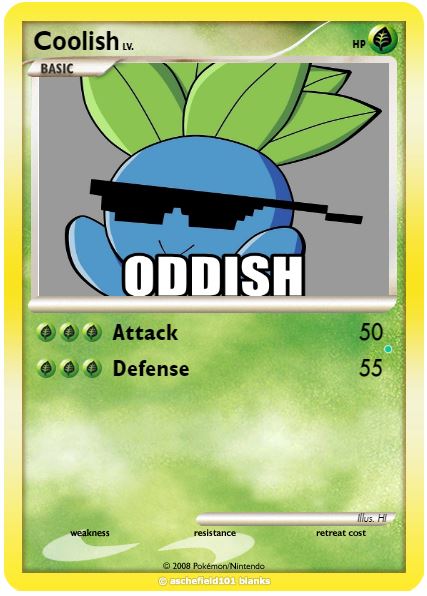 Coolish LV. HP
BASIC
ODDISH
Attack 50
Defense 55
Illus. HI
weakness resistance retreat cost
© 2008 Pokémon/Nintendo
© aschefield101 blanks